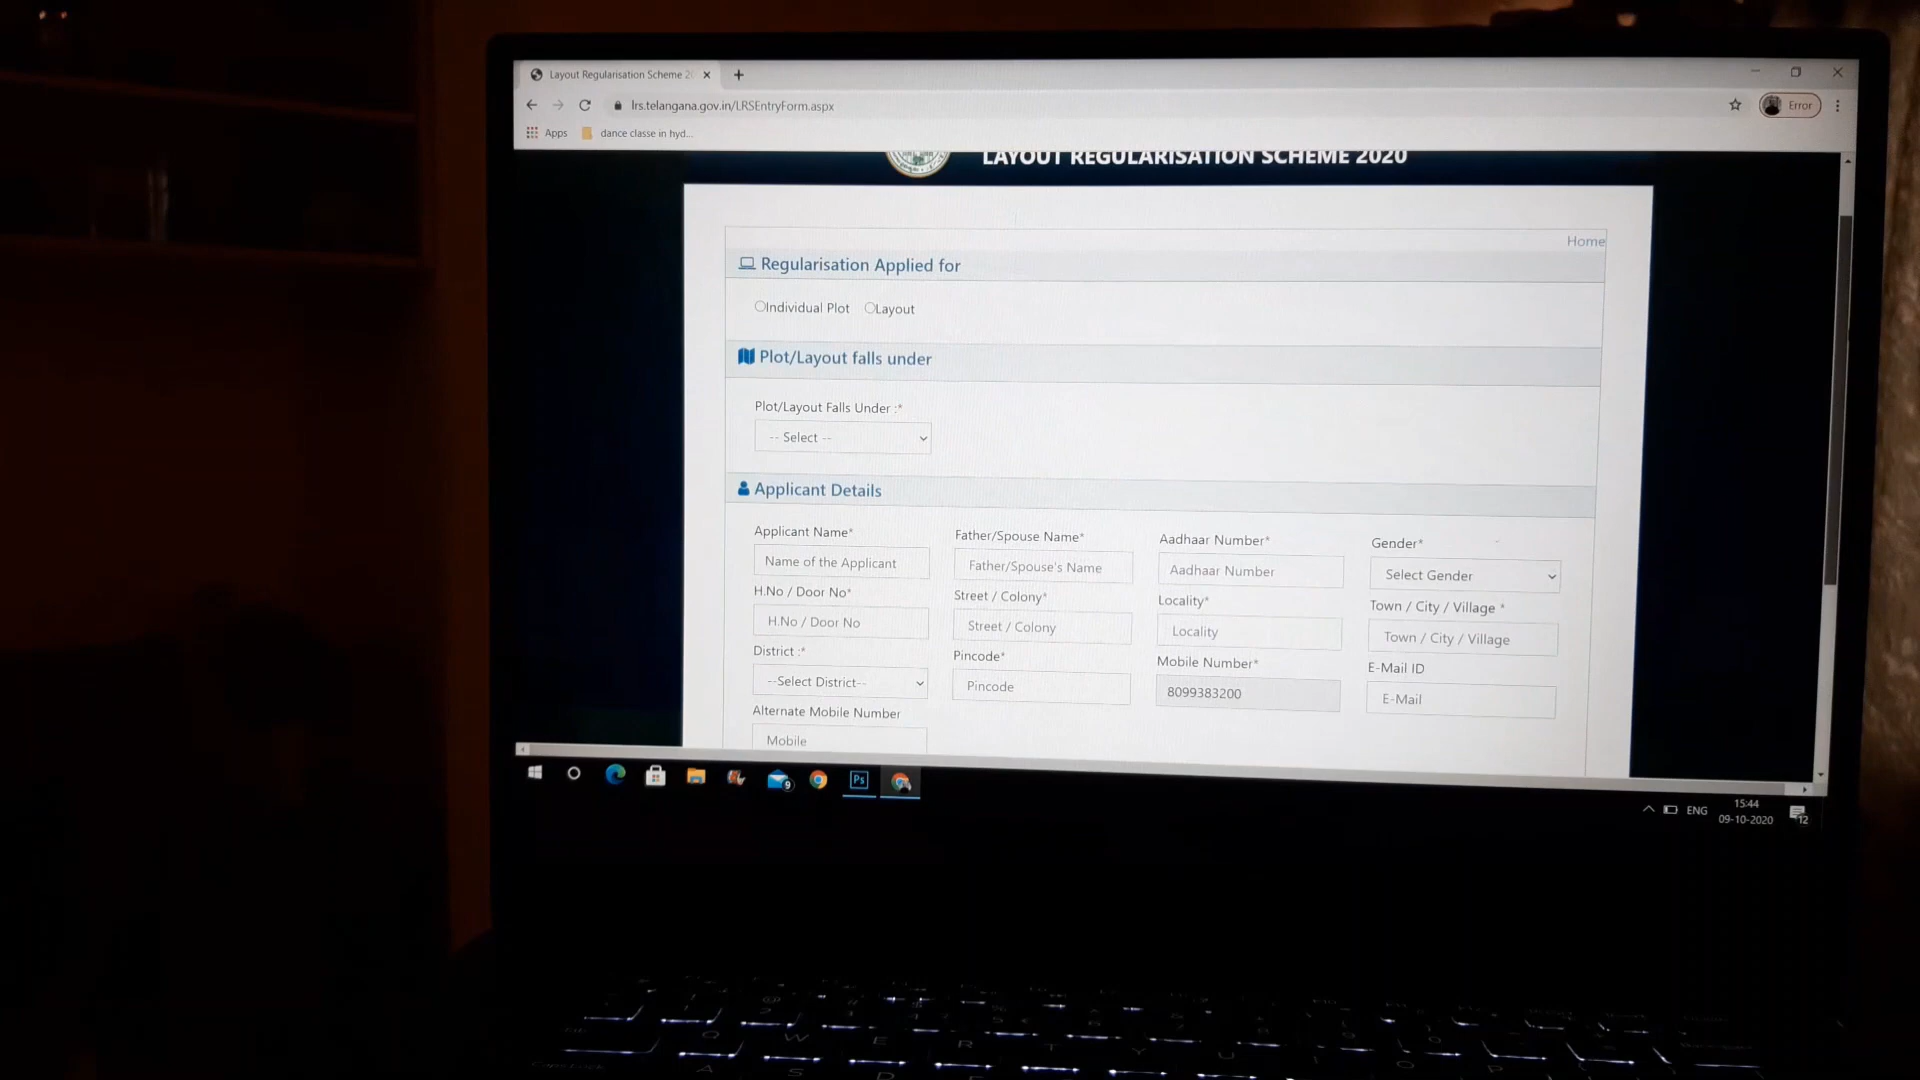 Layout Regularisation Scheme 2
lrs.telangana.gov.in/LRSEntryForm.aspx
Error
Apps dance classe in hyd...
LAYOUT REGULARISATION SCHEME 2020
Home
Regularisation Applied for
Individual Plot Layout
Plot/Layout falls under
Plot/Layout Falls Under :*
-- Select --
Applicant Details
Applicant Name* Father/Spouse Name* Aadhaar Number* Gender*
Name of the Applicant Father/Spouse's Name Aadhaar Number Select Gender
H.No / Door No* Street / Colony* Locality* Town / City / Village *
H.No / Door No Street / Colony Locality Town / City / Village
District :* Pincode* Mobile Number* E-Mail ID
--Select District-- Pincode 8099383200 E-Mail
Alternate Mobile Number
Mobile
9 Ps
ENG 15:44
09-10-2020 12
Q W E R T Y U
A S D